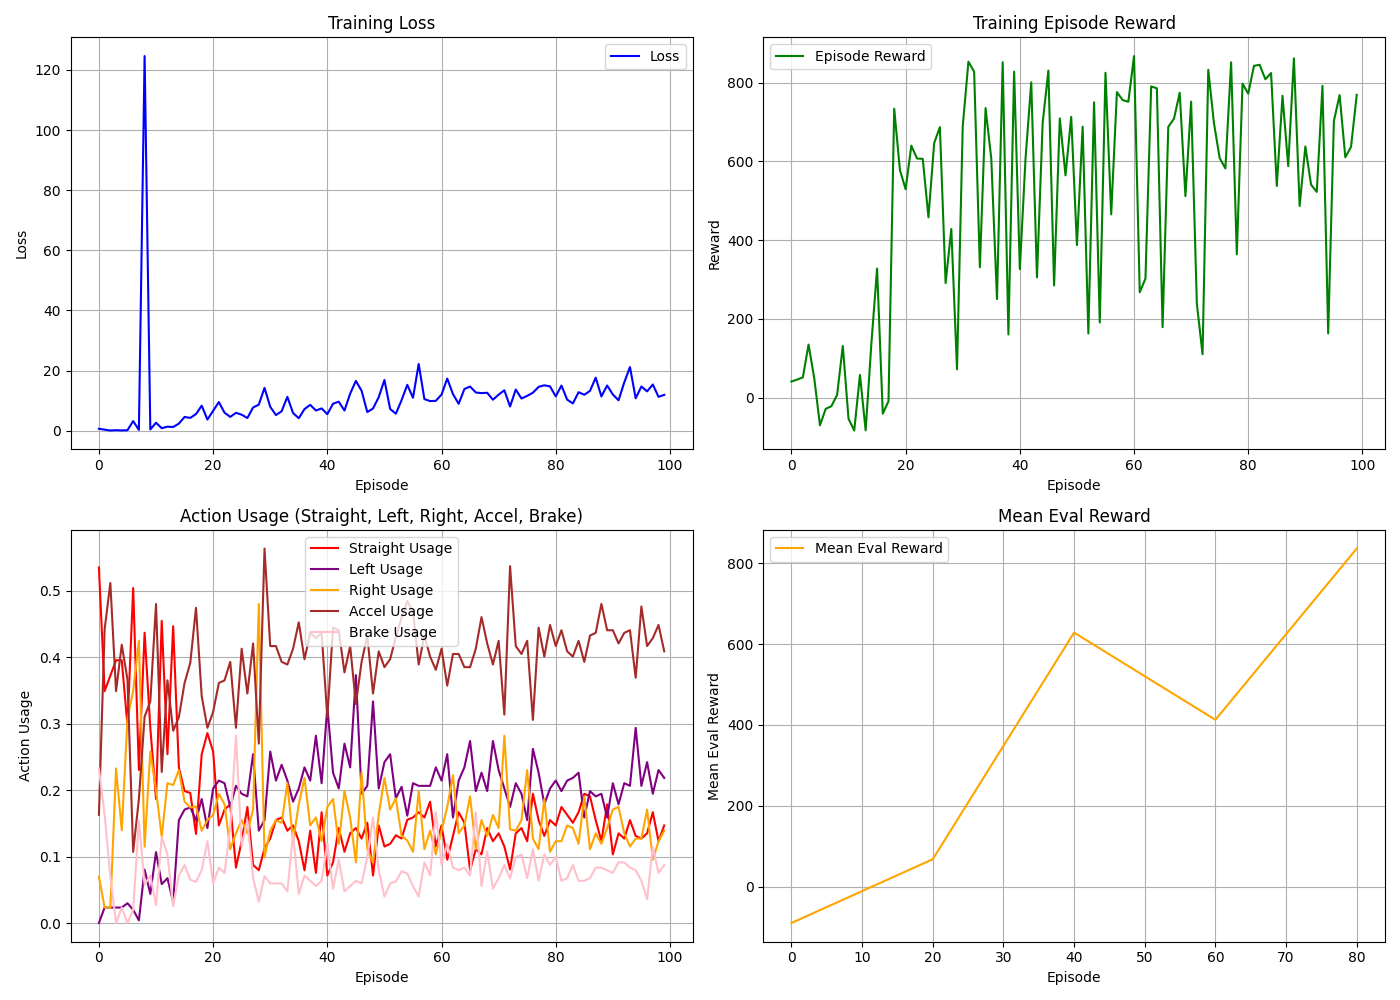 Training Loss
Loss
120
100
80
60
40
20
0
Loss
0 20 40 60 80 100
Episode
Training Episode Reward
Episode Reward
800
600
400
200
0
Reward
0 20 40 60 80 100
Episode
Action Usage (Straight, Left, Right, Accel, Brake)
Straight Usage
Left Usage
Right Usage
Accel Usage
Brake Usage
0.5
0.4
0.3
0.2
0.1
0.0
Action Usage
0 20 40 60 80 100
Episode
Mean Eval Reward
Mean Eval Reward
800
600
400
200
0
Mean Eval Reward
0 10 20 30 40 50 60 70 80
Episode